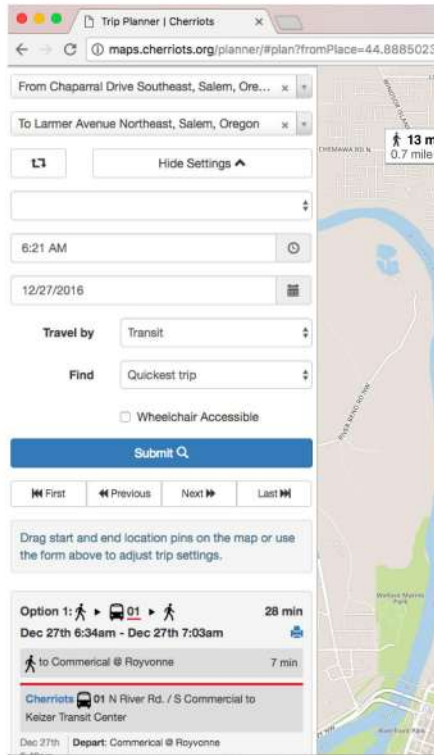 Trip Planner | Cherriots
maps.cherriots.org/planner/#plan?fromPlace=44.8885023
From Chaparral Drive Southeast, Salem, Ore...
To Larmer Avenue Northeast, Salem, Oregon
Hide Settings
6:21 AM
12/27/2016
Travel by Transit
Find Quickest trip
Wheelchair Accessible
Submit
First Previous Next Last
Drag start and end location pins on the map or use
the form above to adjust trip settings.
Option 1: 01 28 min
Dec 27th 6:34am - Dec 27th 7:03am
to Commerical @ Royvonne 7 min
Cherriots 01 N River Rd. / S Commercial to
Keizer Transit Center
Dec 27th Depart: Commerical @ Royvonne
13 m
0.7 mile
CHEMAWA RD N
RIVER BEND RD NW
Wallace Marine
Park
Riverfront Park